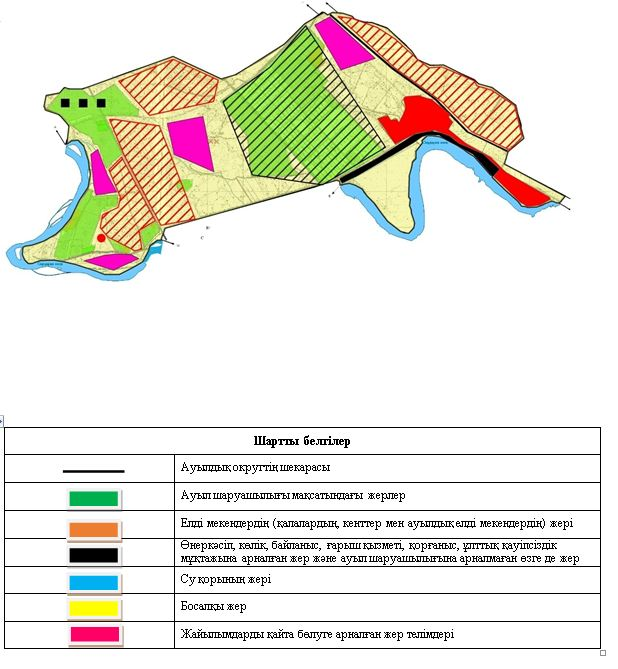 Шартты белгілер
Ауылдық округтің шекарасы
Ауыл шаруашылығы мақсатындағы жерлер
Елді мекендердің (қалалардың, кенттер мен ауылдық елді мекендердің) жері
Өнеркәсіп, көлік, байланыс, ғарыш қызметі, қорғаныс, ұлттық қауіпсіздік
мұқтажына арналған жер және ауыл шаруашылығына арналмаған өзге де жер
Су қорының жері
Босалқы жер
Жайылымдарды қайта бөлуге арналған жер телімдері